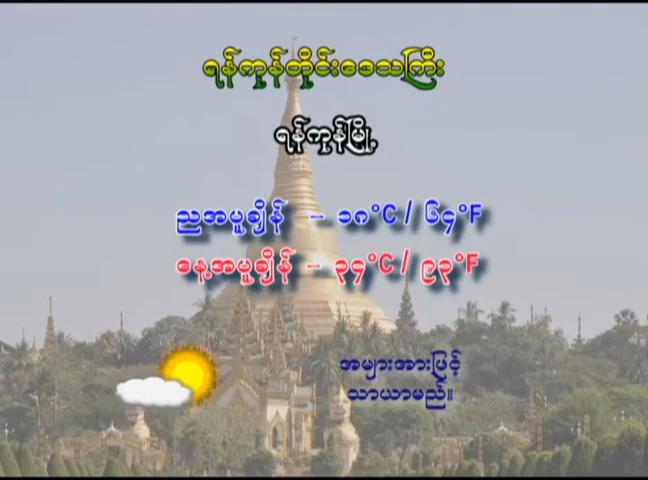 ရန်ကုန်တိုင်းဒေသကြီး
ရန်ကုန်မြို့
ညအပူချိန် – ၁၈°C / ၆၄°F
နေ့အပူချိန် – ၃၄°C / ၉၃°F
အများအားဖြင့်
သာယာမည်။